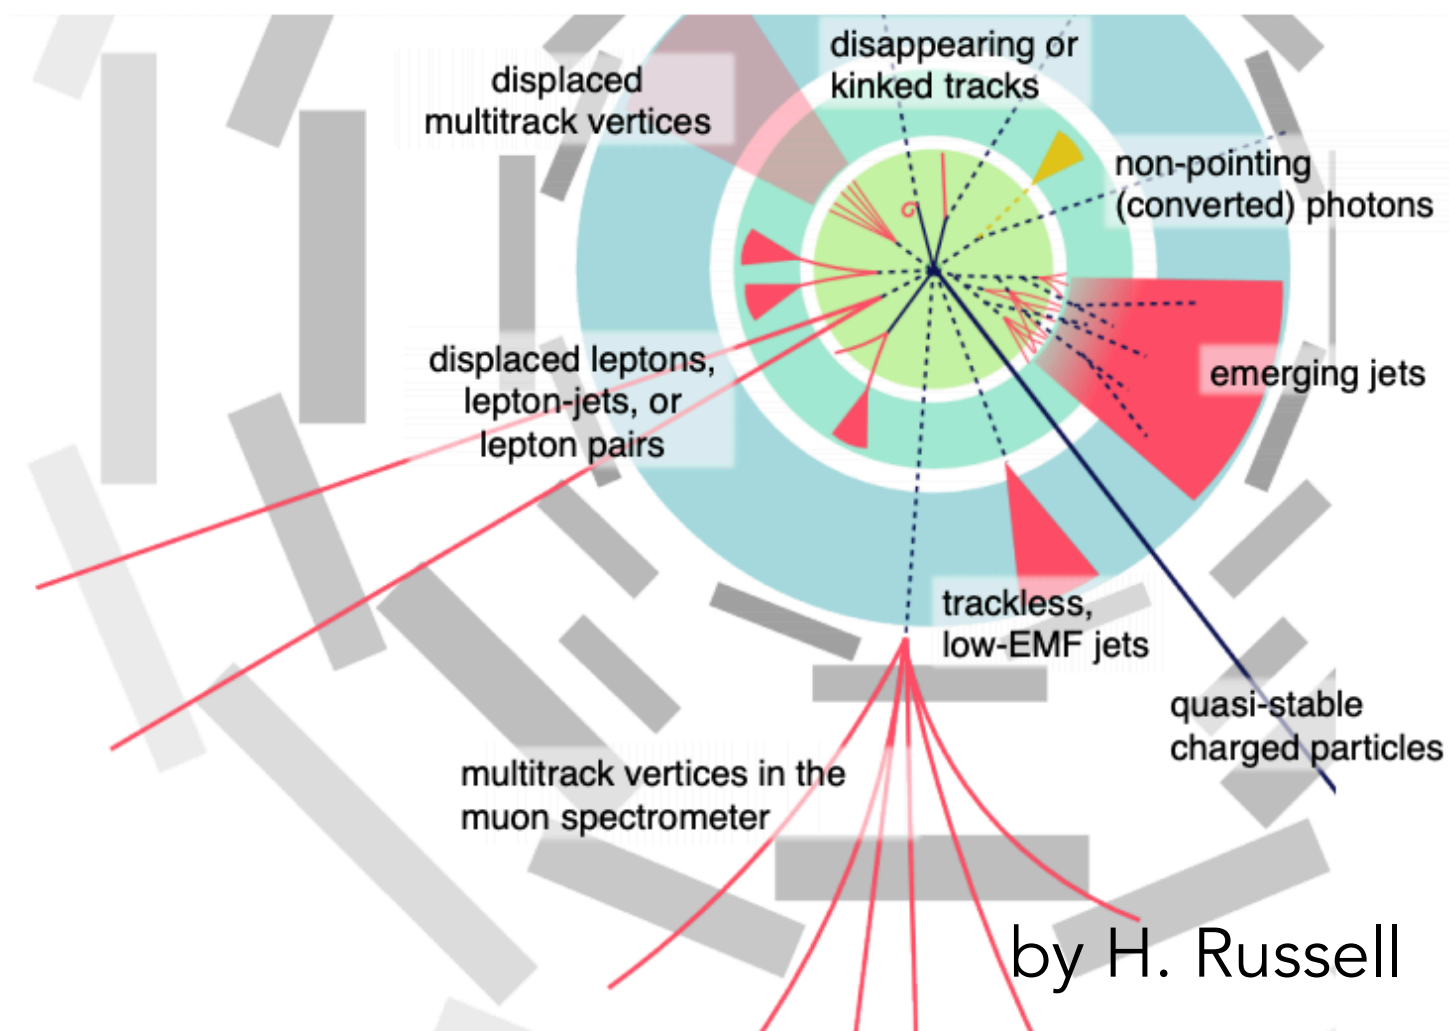 disappearing or
kinked tracks
displaced
multitrack vertices
non-pointing
(converted) photons
displaced leptons,
lepton-jets, or
lepton pairs
emerging jets
trackless,
low-EMF jets
quasi-stable
charged particles
multitrack vertices in the
muon spectrometer
by H. Russell